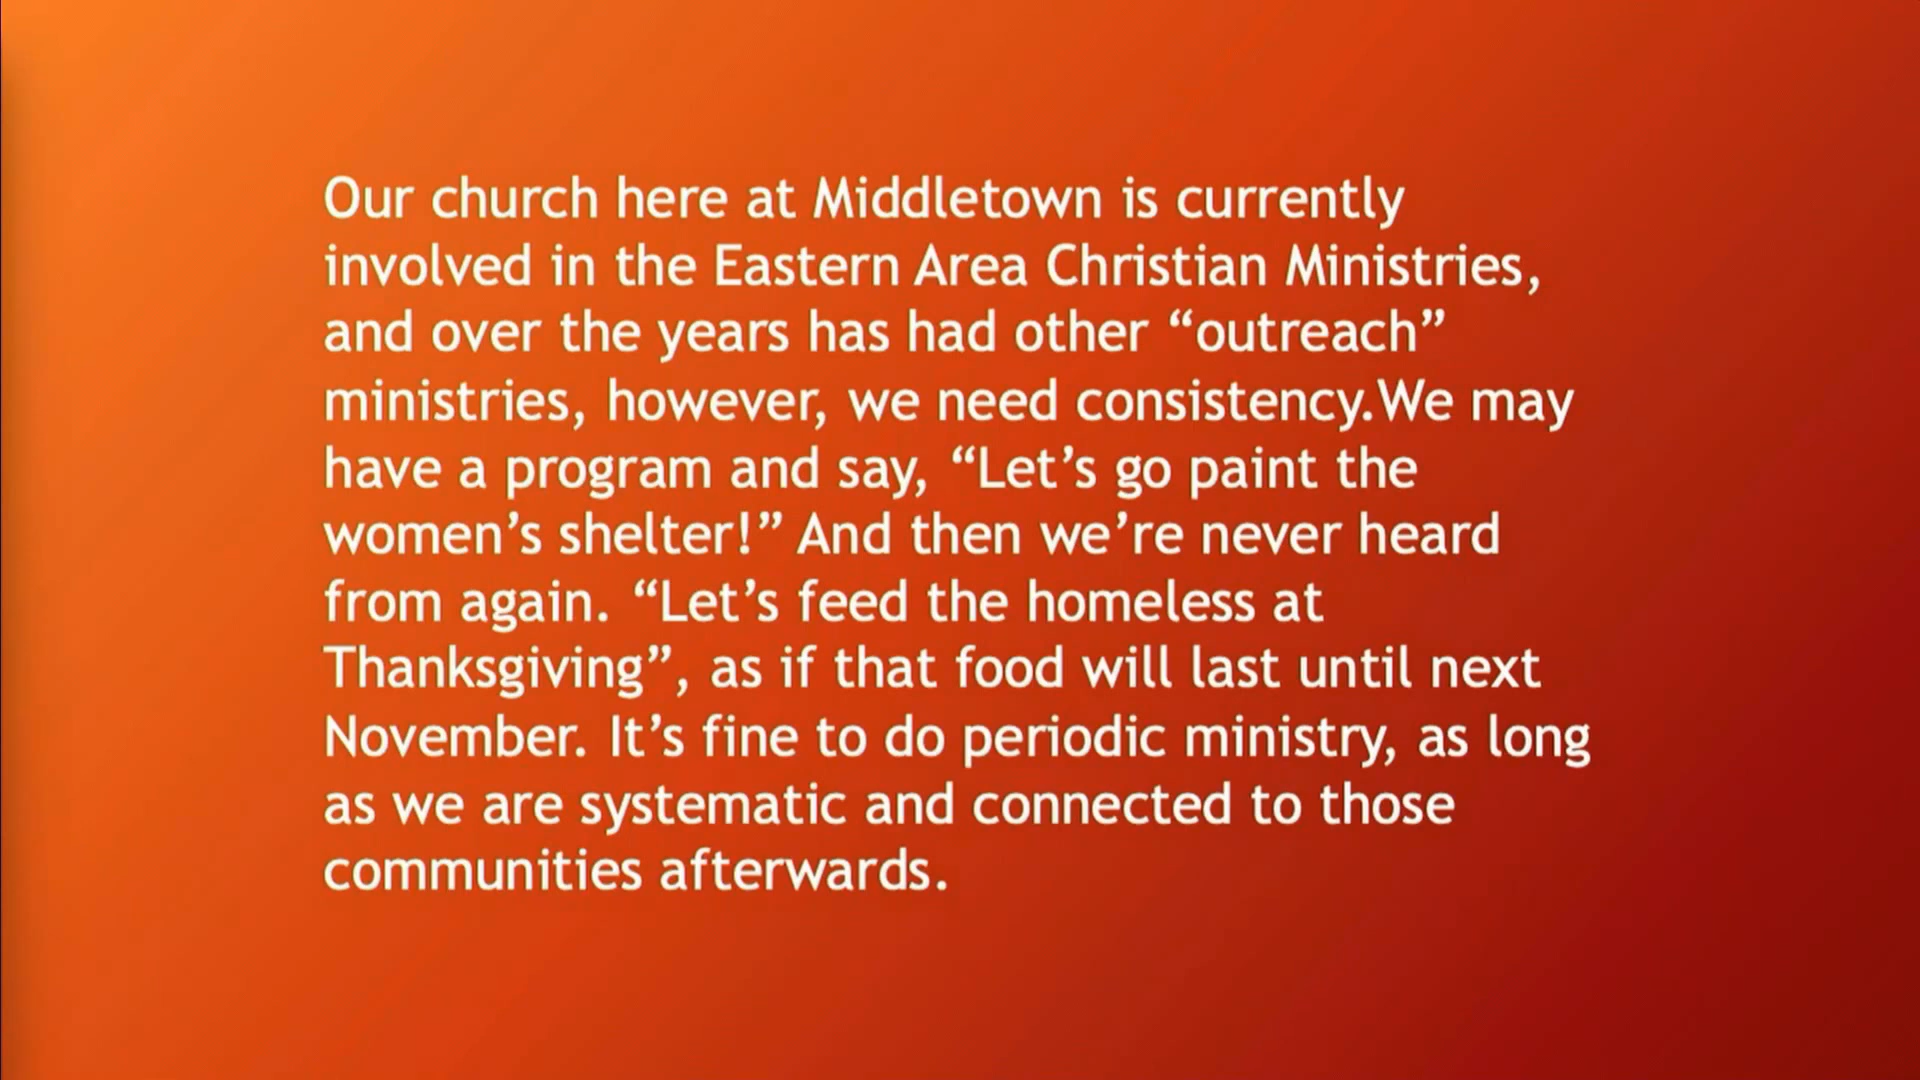 Our church here at Middletown is currently
involved in the Eastern Area Christian Ministries,
and over the years has had other “outreach”
ministries, however, we need consistency.We may
have a program and say, “Let’s go paint the
women’s shelter!” And then we’re never heard
from again. “Let’s feed the homeless at
Thanksgiving”, as if that food will last until next
November. It’s fine to do periodic ministry, as long
as we are systematic and connected to those
communities afterwards.